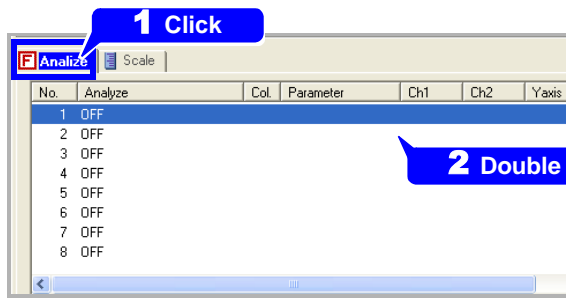 1 Click
F Analize Scale
No. Analyze Col. Parameter Ch1 Ch2 Yaxis
1 OFF
2 OFF
2 Double
3 OFF
4 OFF
5 OFF
6 OFF
7 OFF
8 OFF